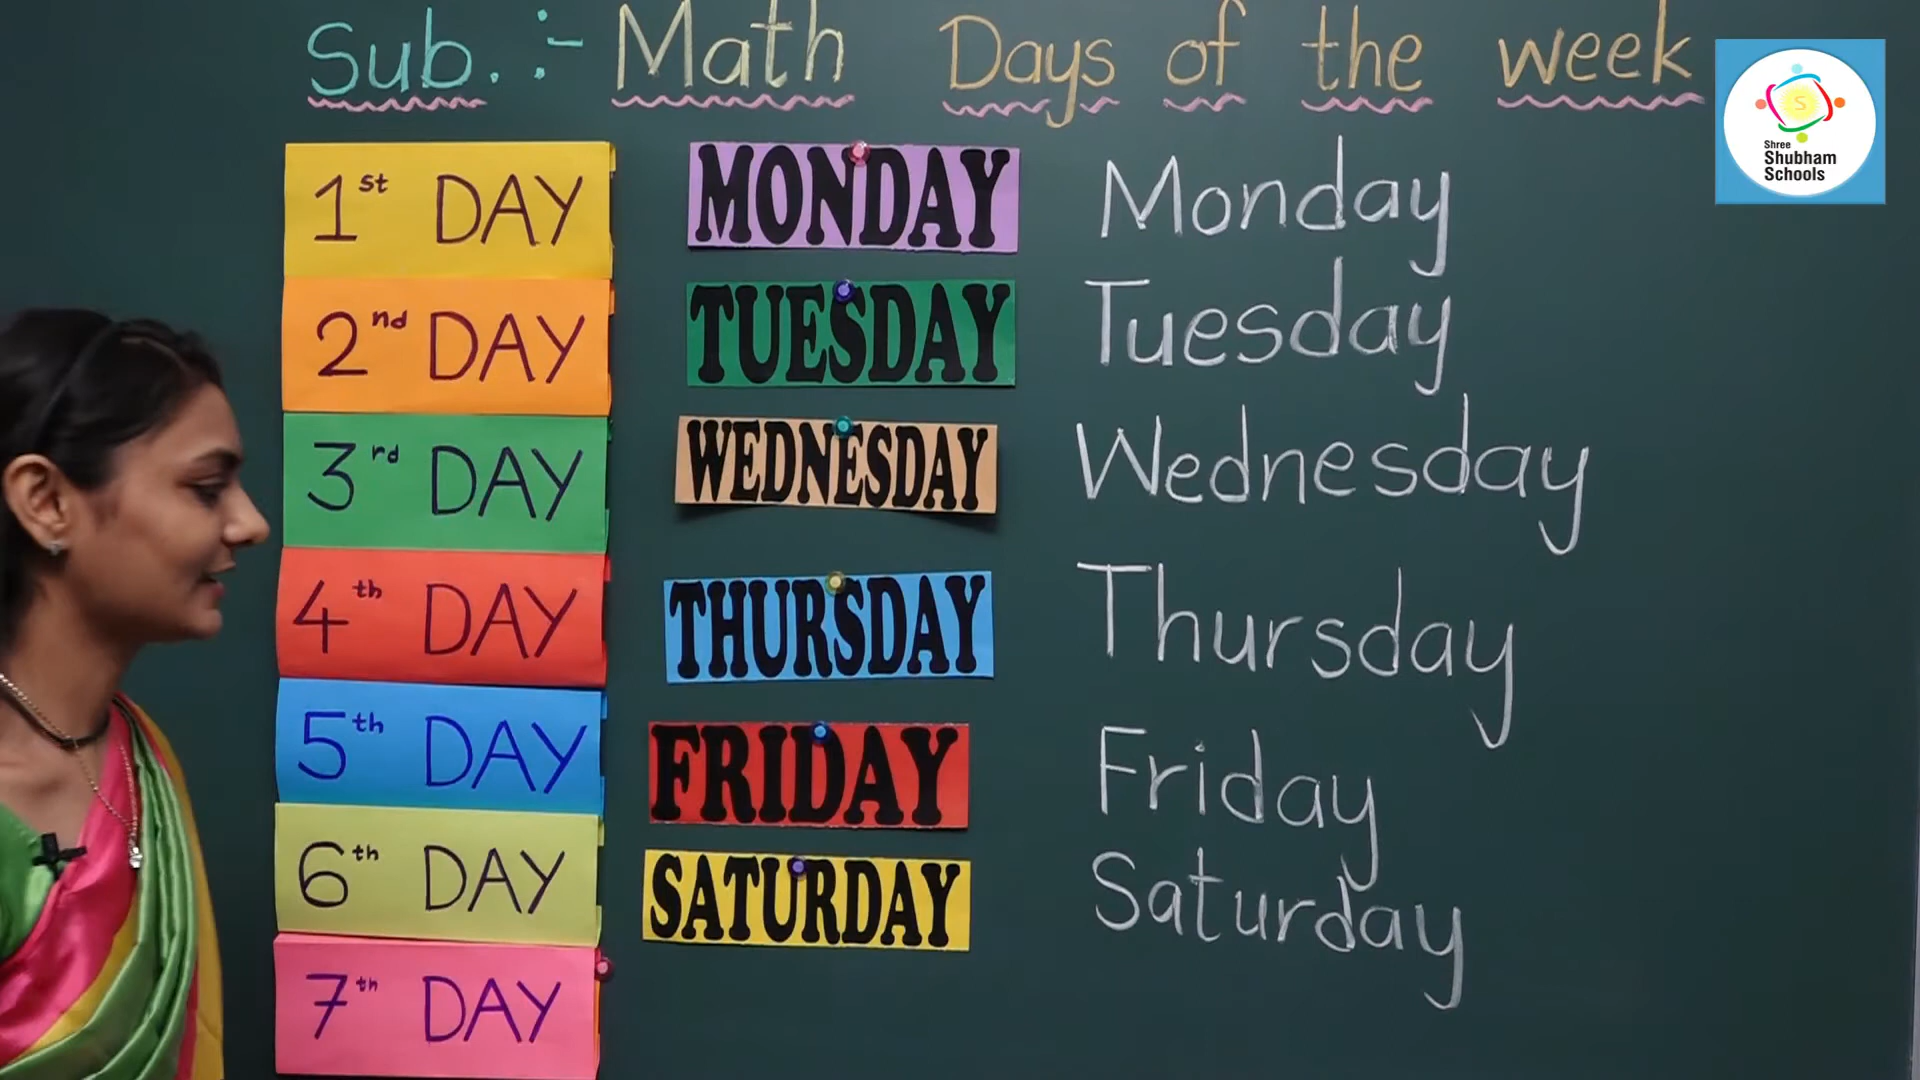 Sub. :- Math Days of the week
Shree
Shubham
Schools
1st DAY MONDAY Monday
2nd DAY TUESDAY Tuesday
3rd DAY WEDNESDAY Wednesday
4th DAY THURSDAY Thursday
5th DAY FRIDAY Friday
6th DAY SATURDAY Saturday
7th DAY